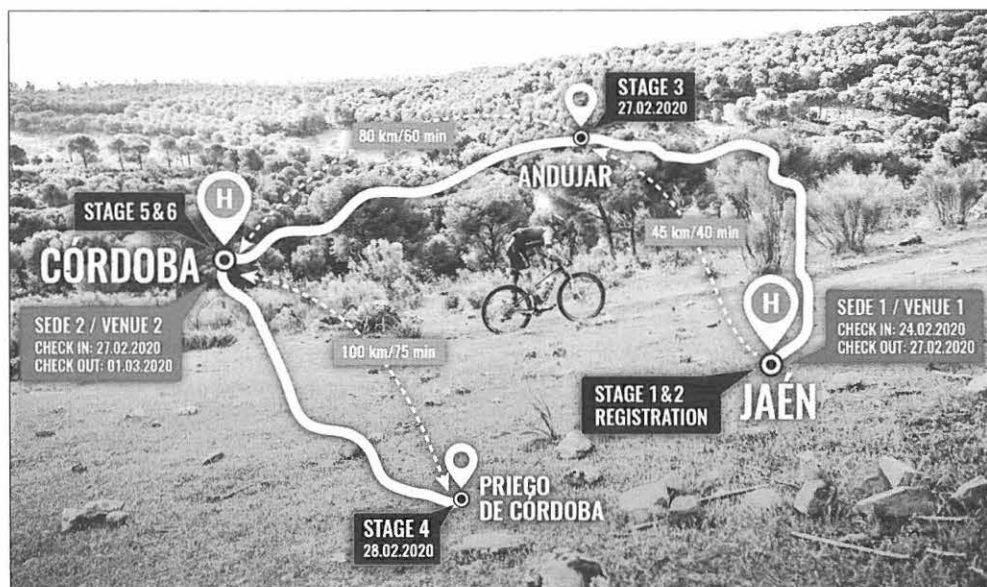 STAGE 3
27.02.2020
80 km/60 min
ANDÚJAR
H
STAGE 5 & 6
CÓRDOBA
45 km/40 min
SEDE 2 / VENUE 2
CHECK IN: 27.02.2020
CHECK OUT: 01.03.2020
H
SEDE 1 / VENUE 1
CHECK IN: 24.02.2020
CHECK OUT: 27.02.2020
100 km/75 min
STAGE 1 & 2
REGISTRATION
JAÉN
PRIEGO
DE CÓRDOBA
STAGE 4
28.02.2020